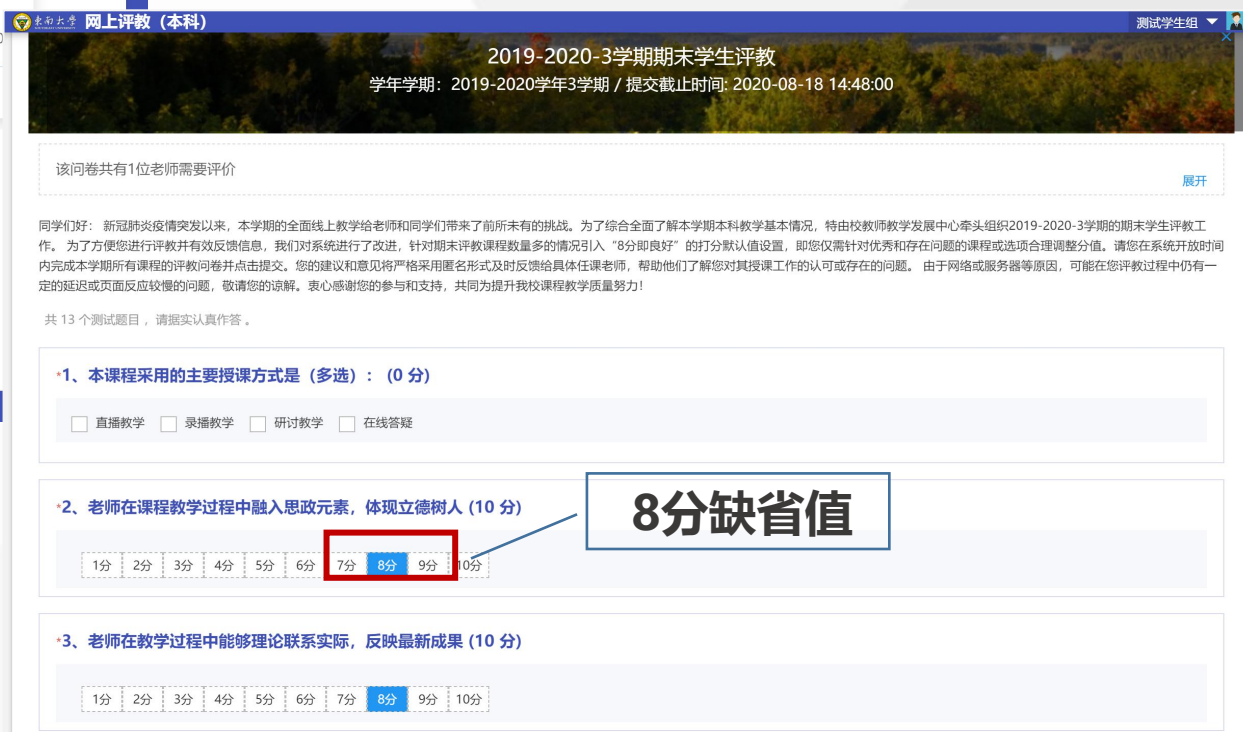 东南大学 网上评教（本科）
测试学生组
2019-2020-3学期期末学生评教
学年学期：2019-2020学年3学期 / 提交截止时间: 2020-08-18 14:48:00
该问卷共有1位老师需要评价
展开
同学们好： 新冠肺炎疫情突发以来，本学期的全面线上教学给老师和同学们带来了前所未有的挑战。为了综合全面了解本学期本科教学基本情况，特由校教师教学发展中心牵头组织2019-2020-3学期的期末学生评教工
作。 为了方便您进行评教并有效反馈信息，我们对系统进行了改进，针对期末评教课程数量多的情况引入“8分即良好”的打分默认值设置，即您仅需针对优秀和存在问题的课程或选项合理调整分值。请您在系统开放时间
内完成本学期所有课程的评教问卷并点击提交。您的建议和意见将严格采用匿名形式及时反馈给具体任课老师，帮助他们了解您对其授课工作的认可或存在的问题。 由于网络或服务器等原因，可能在您评教过程中仍有一
定的延迟或页面反应较慢的问题，敬请您的谅解。衷心感谢您的参与和支持，共同为提升我校课程教学质量努力！
共 13 个测试题目，请据实认真作答 。
*1、本课程采用的主要授课方式是（多选）：（0 分）
直播教学 录播教学 研讨教学 在线答疑
*2、老师在课程教学过程中融入思政元素，体现立德树人 (10 分)
8分缺省值
1分 2分 3分 4分 5分 6分 7分 8分 9分 10分
*3、老师在教学过程中能够理论联系实际，反映最新成果 (10 分)
1分 2分 3分 4分 5分 6分 7分 8分 9分 10分